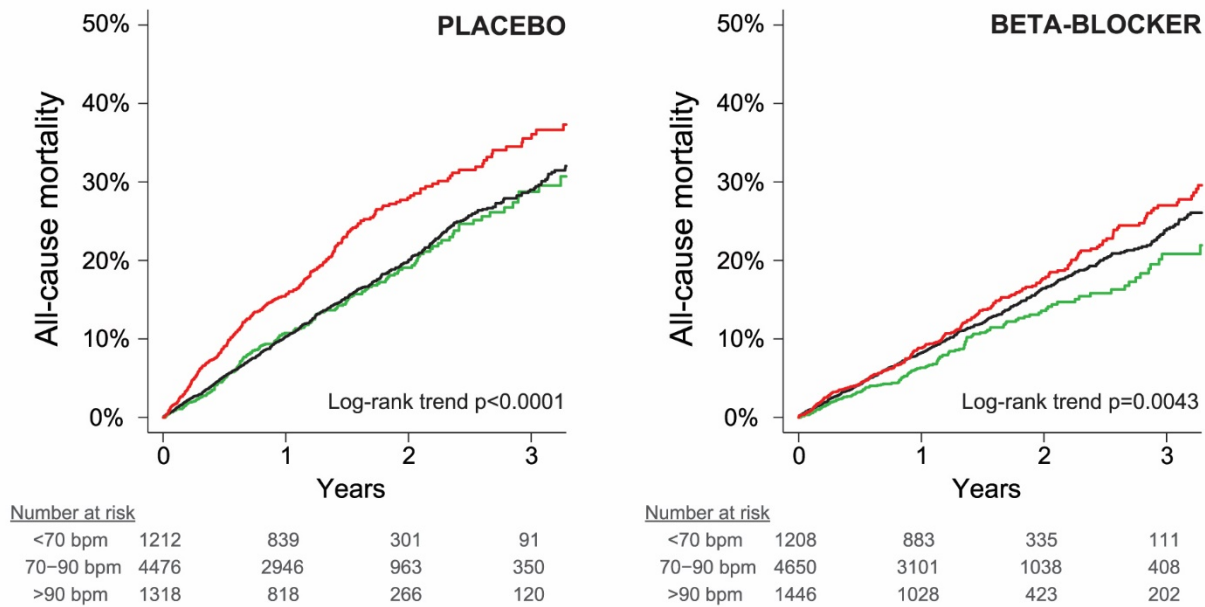 PLACEBO
50%
40%
30%
20%
10%
0%
All-cause mortality
Log-rank trend p<0.0001
0 1 2 3
Years
Number at risk
<70 bpm 1212 839 301 91
70–90 bpm 4476 2946 963 350
>90 bpm 1318 818 266 120
BETA-BLOCKER
50%
40%
30%
20%
10%
0%
All-cause mortality
Log-rank trend p=0.0043
0 1 2 3
Years
Number at risk
<70 bpm 1208 883 335 111
70–90 bpm 4650 3101 1038 408
>90 bpm 1446 1028 423 202